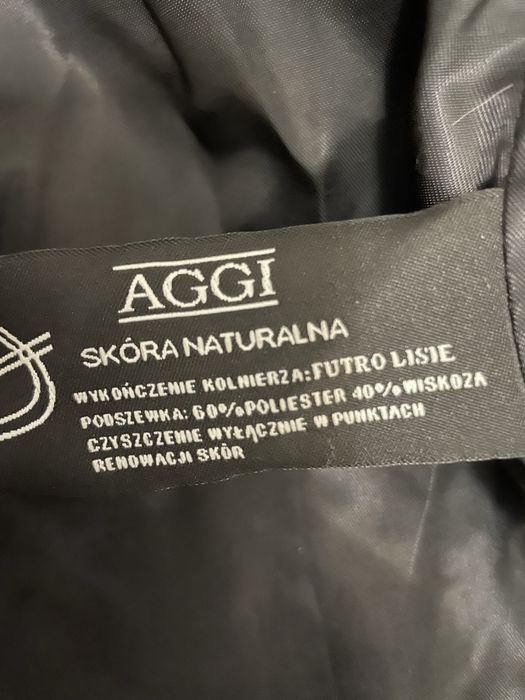 AGGI
SKÓRA NATURALNA
WYKOŃCZENIE KOLNIERZA: FUTRO LISIE
PODSZEWKA: 60% POLIESTER 40% WISKOZA
CZYSZCZENIE WYŁĄCZNIE W PUNKTACH
RENOWACJI SKÓR